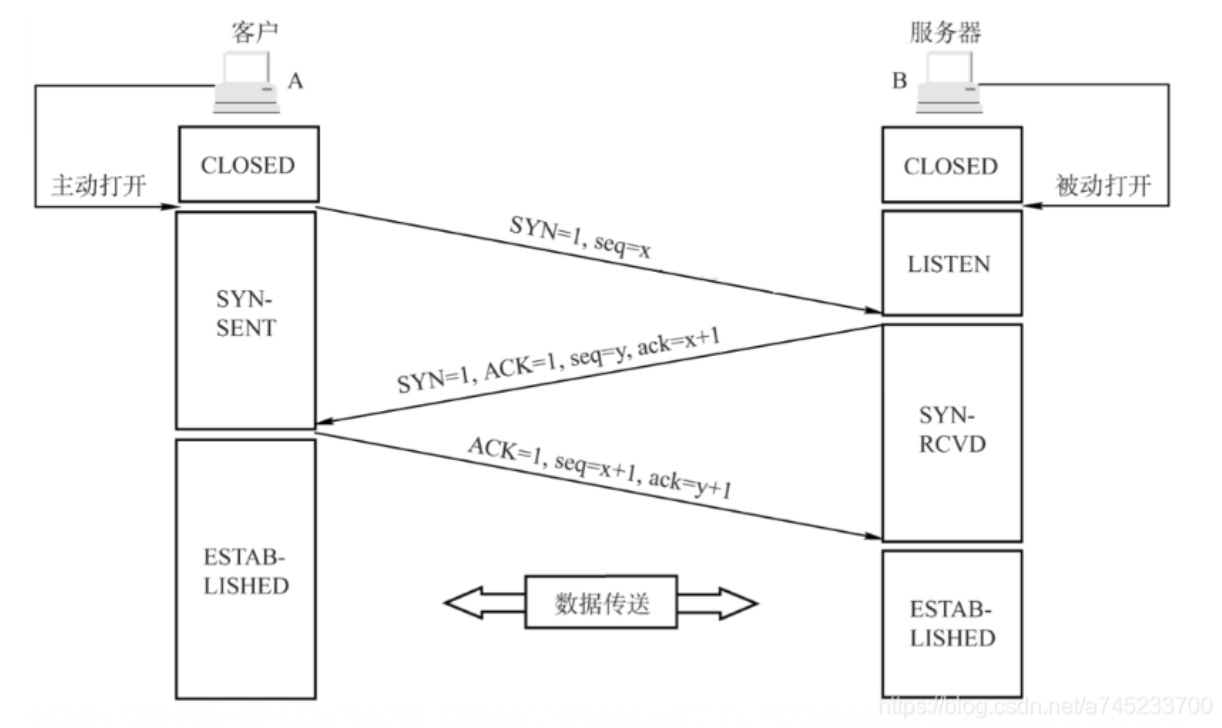 客户
服务器
A
B
CLOSED
CLOSED
主动打开
被动打开
SYN=1, seq=x
LISTEN
SYN-
SENT
SYN=1, ACK=1, seq=y, ack=x+1
SYN-
RCVD
ACK=1, seq=x+1, ack=y+1
ESTAB-
LISHED
数据传送
ESTAB-
LISHED
https://blog.csdn.net/a745233700